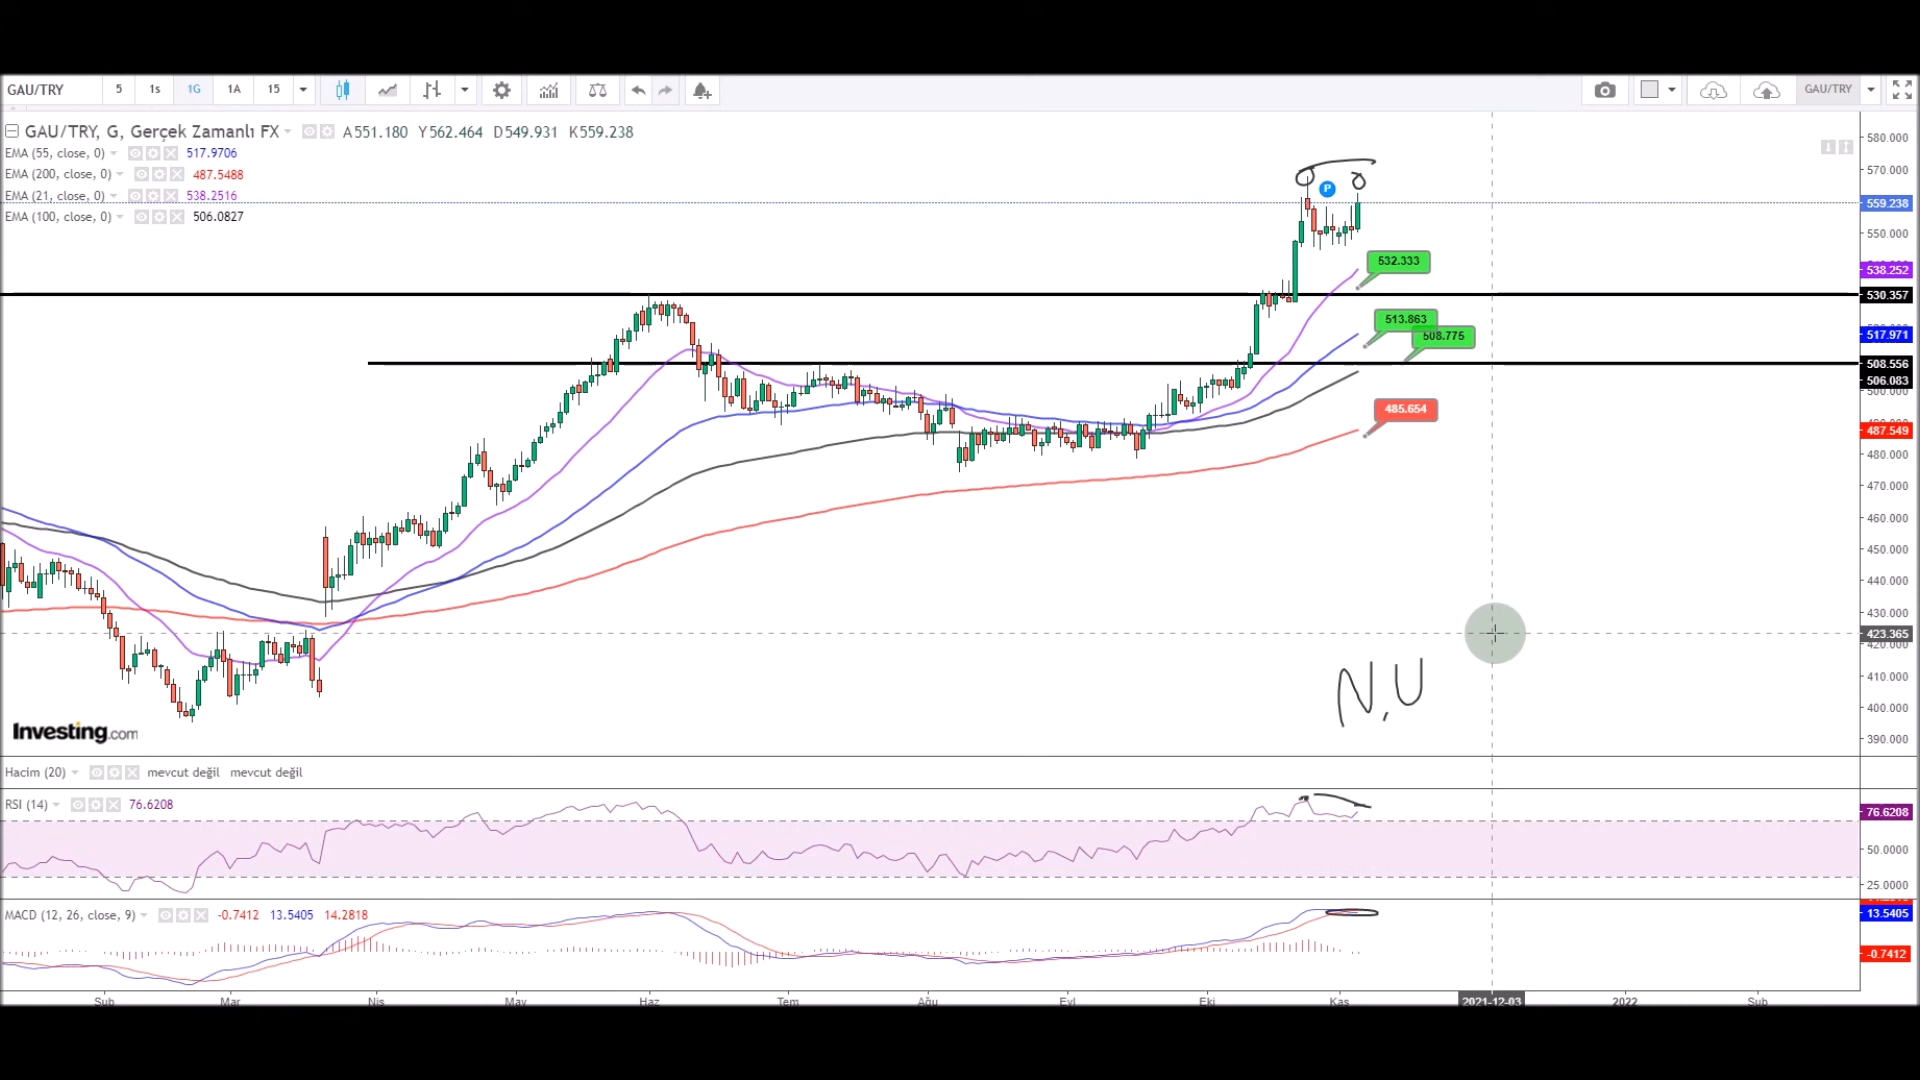 GAU/TRY 5 1s 1G 1A 15 GAU/TRY
GAU/TRY, G, Gerçek Zamanlı FX A551.180 Y562.464 D549.931 K559.238
EMA (55, close, 0) 517.9706
EMA (200, close, 0) 487.5488
EMA (21, close, 0) 538.2516
EMA (100, close, 0) 506.0827
P
532.333
513.863
508.775
485.654
580.000
570.000
559.238
550.000
538.252
530.357
517.971
508.556
506.083
500.000
487.549
480.000
470.000
460.000
450.000
440.000
430.000
423.365
420.000
410.000
400.000
390.000
N.U
Investing.com
Hacim (20) mevcut değil mevcut değil
RSI (14) 76.6208
76.6208
50.0000
25.0000
MACD (12, 26, close, 9) -0.7412 13.5405 14.2818
13.5405
-0.7412
Şub Mar Nis May Haz Tem Ağu Eyl Eki Kas 2021-12-03 2022 Şub